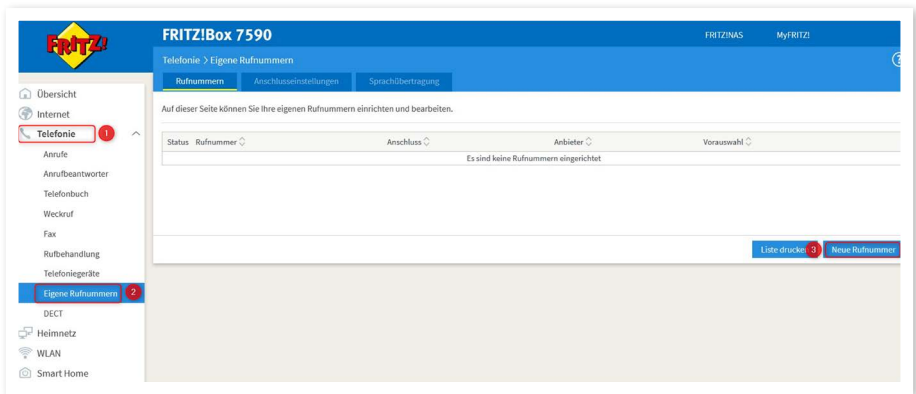 FRITZ!
FRITZ!Box 7590
FRITZ!NAS MyFRITZ!
Telefonie > Eigene Rufnummern
?
Rufnummern Anschlusseinstellungen Sprachübertragung
Auf dieser Seite können Sie Ihre eigenen Rufnummern einrichten und bearbeiten.
Status Rufnummer Anschluss Anbieter Vorauswahl
Es sind keine Rufnummern eingerichtet
Liste drucken 3 Neue Rufnummer
Übersicht
Internet
Telefonie 1
Anrufe
Anrufbeantworter
Telefonbuch
Weckruf
Fax
Rufbehandlung
Telefoniegeräte
Eigene Rufnummern 2
DECT
Heimnetz
WLAN
Smart Home